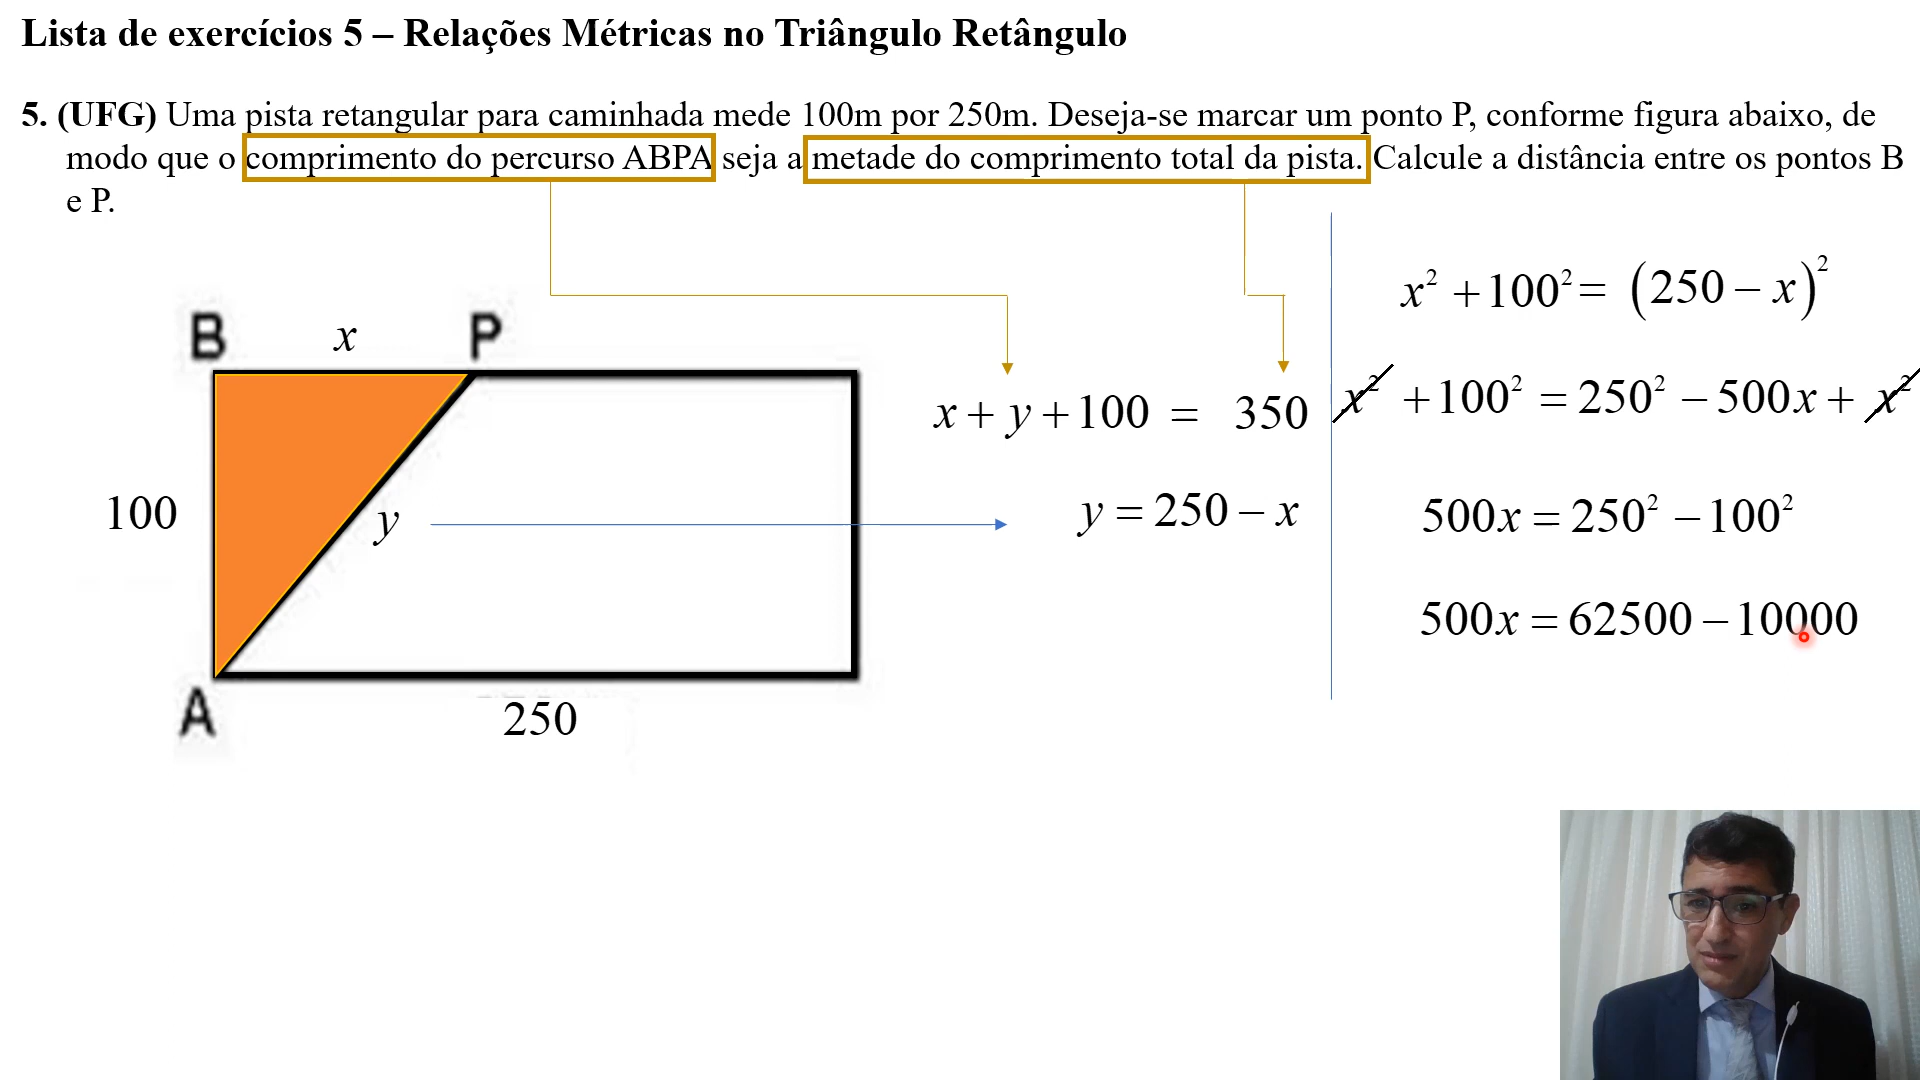 Lista de exercícios 5 – Relações Métricas no Triângulo Retângulo
5. (UFG) Uma pista retangular para caminhada mede 100m por 250m. Deseja-se marcar um ponto P, conforme figura abaixo, de
modo que o comprimento do percurso ABPA seja a metade do comprimento total da pista. Calcule a distância entre os pontos B
e P.
B x P
100
y
A
250
x + y + 100 = 350
y = 250 − x
x² + 100² = (250 − x)²
x² + 100² = 250² − 500x + x²
500x = 250² − 100²
500x = 62500 − 10000